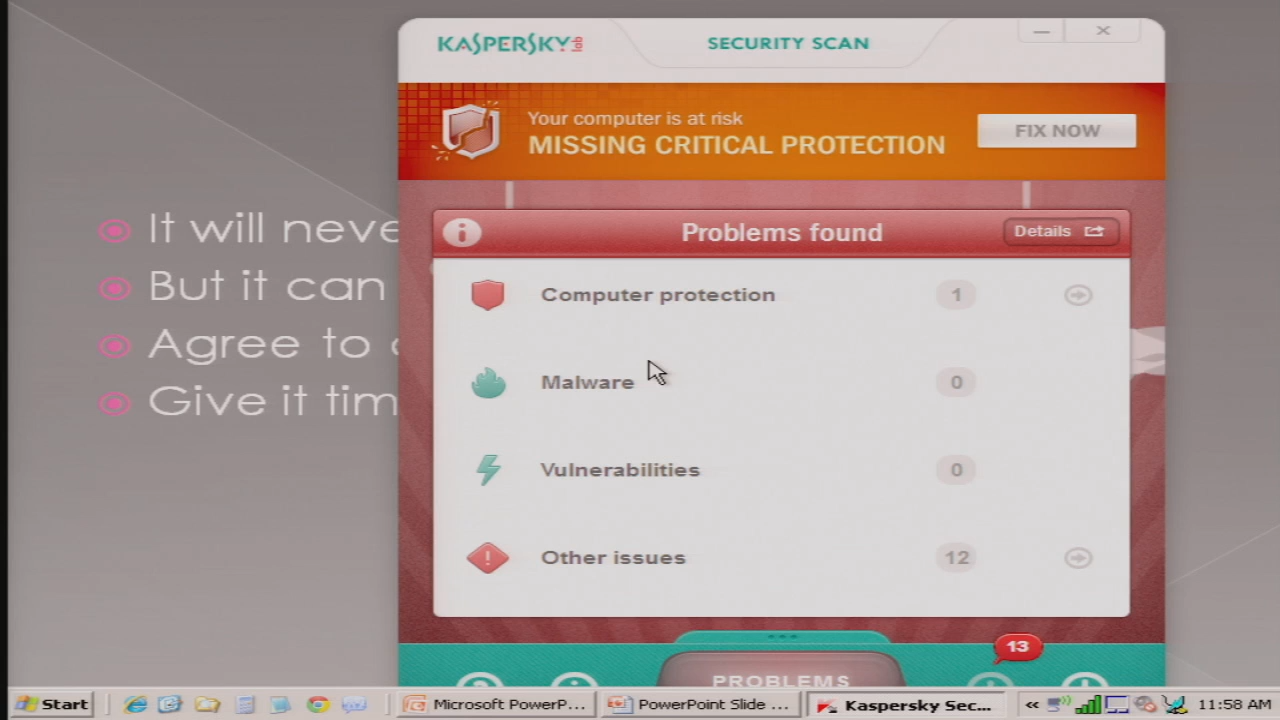 KASPERSKY lab
SECURITY SCAN
Your computer is at risk
MISSING CRITICAL PROTECTION
FIX NOW
Problems found
Details
Computer protection 1
Malware 0
Vulnerabilities 0
Other issues 12
It will neve
But it can
Agree to
Give it tim
13
PROBLEMS
Start
Microsoft PowerP...
PowerPoint Slide ...
Kaspersky Sec...
11:58 AM